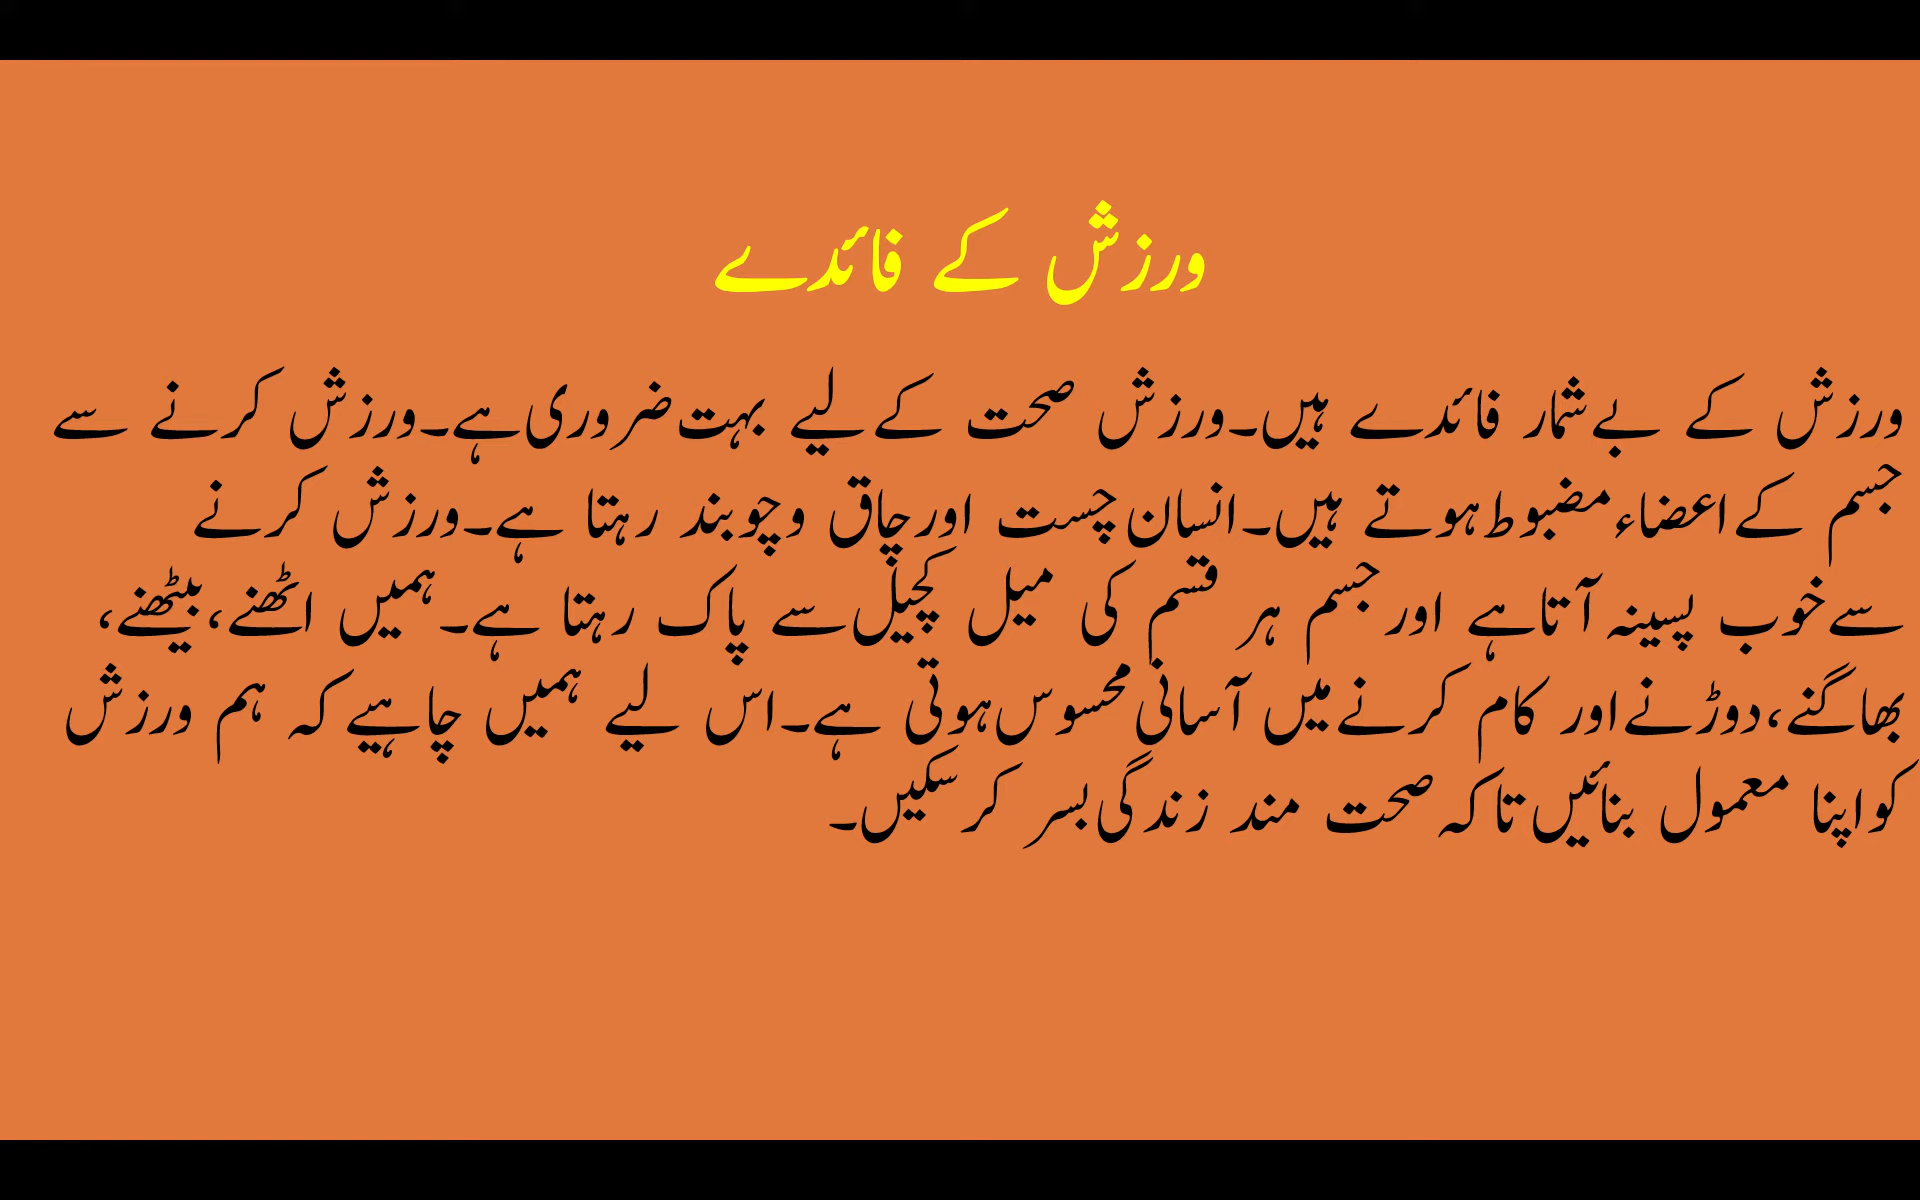 ورزش کے فائدے
ورزش کے بے شمار فائدے ہیں۔ورزش صحت کے لیے بہت ضروری ہے۔ورزش کرنے سے
جسم کے اعضاء مضبوط ہوتے ہیں۔انسان چست اور چاق و چوبند رہتا ہے۔ورزش کرنے
سے خوب پسینہ آتا ہے اور جسم ہر قسم کی میل کچیل سے پاک رہتا ہے۔ہمیں اٹھنے،بیٹھنے،
بھاگنے،دوڑنے اور کام کرنے میں آسانی محسوس ہوتی ہے۔اس لیے ہمیں چاہیے کہ ہم ورزش
کو اپنا معمول بنائیں تا کہ صحت مند زندگی بسر کر سکیں۔